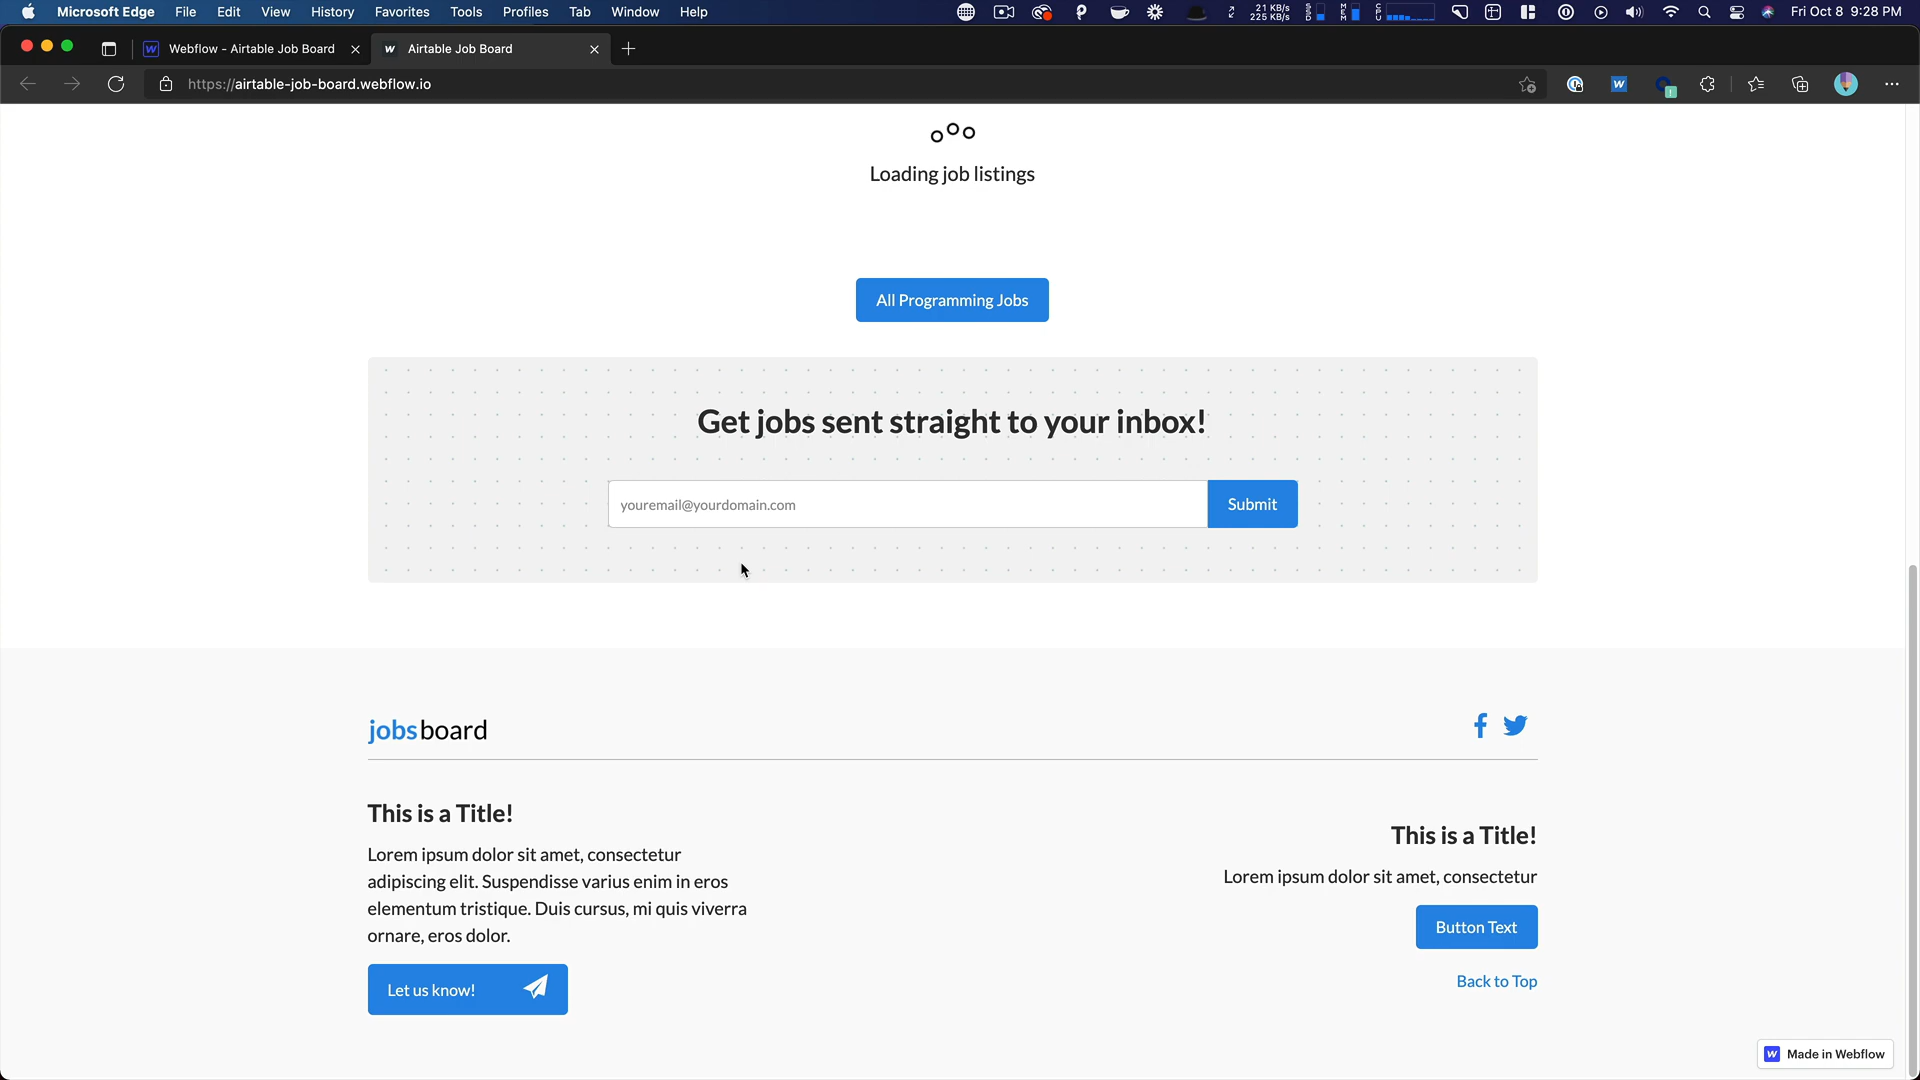 Microsoft Edge File Edit View History Favorites Tools Profiles Tab Window Help 21 KB/s 225 KB/s Fri Oct 8 9:28 PM
Webflow - Airtable Job Board
Airtable Job Board
https://airtable-job-board.webflow.io
Loading job listings
All Programming Jobs
Get jobs sent straight to your inbox!
youremail@yourdomain.com
Submit
jobsboard
This is a Title!
Lorem ipsum dolor sit amet, consectetur
adipiscing elit. Suspendisse varius enim in eros
elementum tristique. Duis cursus, mi quis viverra
ornare, eros dolor.
Let us know!
This is a Title!
Lorem ipsum dolor sit amet, consectetur
Button Text
Back to Top
Made in Webflow